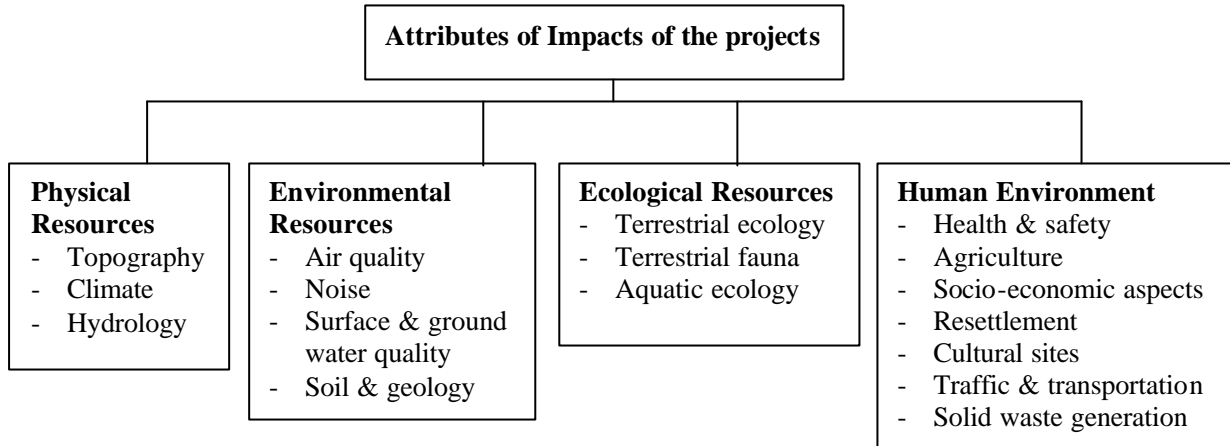 Attributes of Impacts of the projects
Physical
Resources
- Topography
- Climate
- Hydrology
Environmental
Resources
- Air quality
- Noise
- Surface & ground
water quality
- Soil & geology
Ecological Resources
- Terrestrial ecology
- Terrestrial fauna
- Aquatic ecology
Human Environment
- Health & safety
- Agriculture
- Socio-economic aspects
- Resettlement
- Cultural sites
- Traffic & transportation
- Solid waste generation